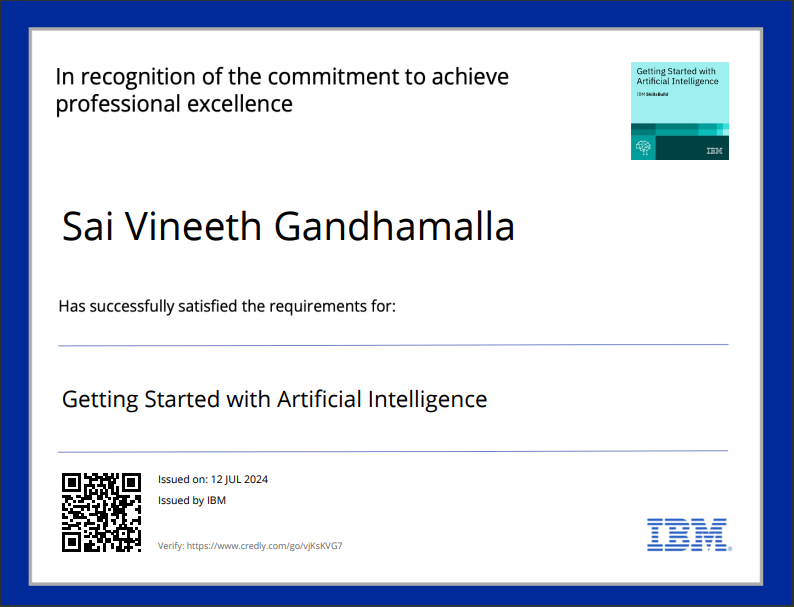 In recognition of the commitment to achieve
professional excellence
Getting Started with
Artificial Intelligence
IBM SkillsBuild
IBM
Sai Vineeth Gandhamalla
Has successfully satisfied the requirements for:
Getting Started with Artificial Intelligence
Issued on: 12 JUL 2024
Issued by IBM
Verify: https://www.credly.com/go/vjKsKVG7
IBM®